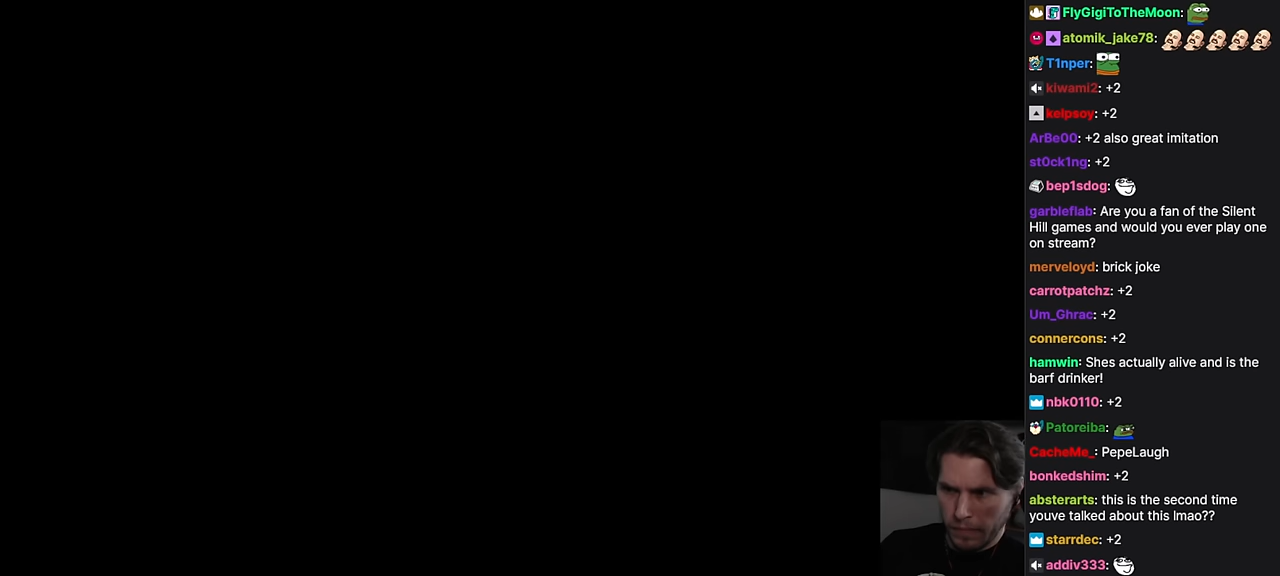 FlyGigiToTheMoon:
atomik_jake78:
T1nper:
kiwami2: +2
kelpsoy: +2
ArBe00: +2 also great imitation
st0ck1ng: +2
bep1sdog:
garbleflab: Are you a fan of the Silent
Hill games and would you ever play one
on stream?
merveloyd: brick joke
carrotpatchz: +2
Um_Ghrac: +2
connercons: +2
hamwin: Shes actually alive and is the
barf drinker!
nbk0110: +2
Patoreiba:
CacheMe_: PepeLaugh
bonkedshim: +2
absterarts: this is the second time
youve talked about this lmao??
starrdec: +2
addiv333: